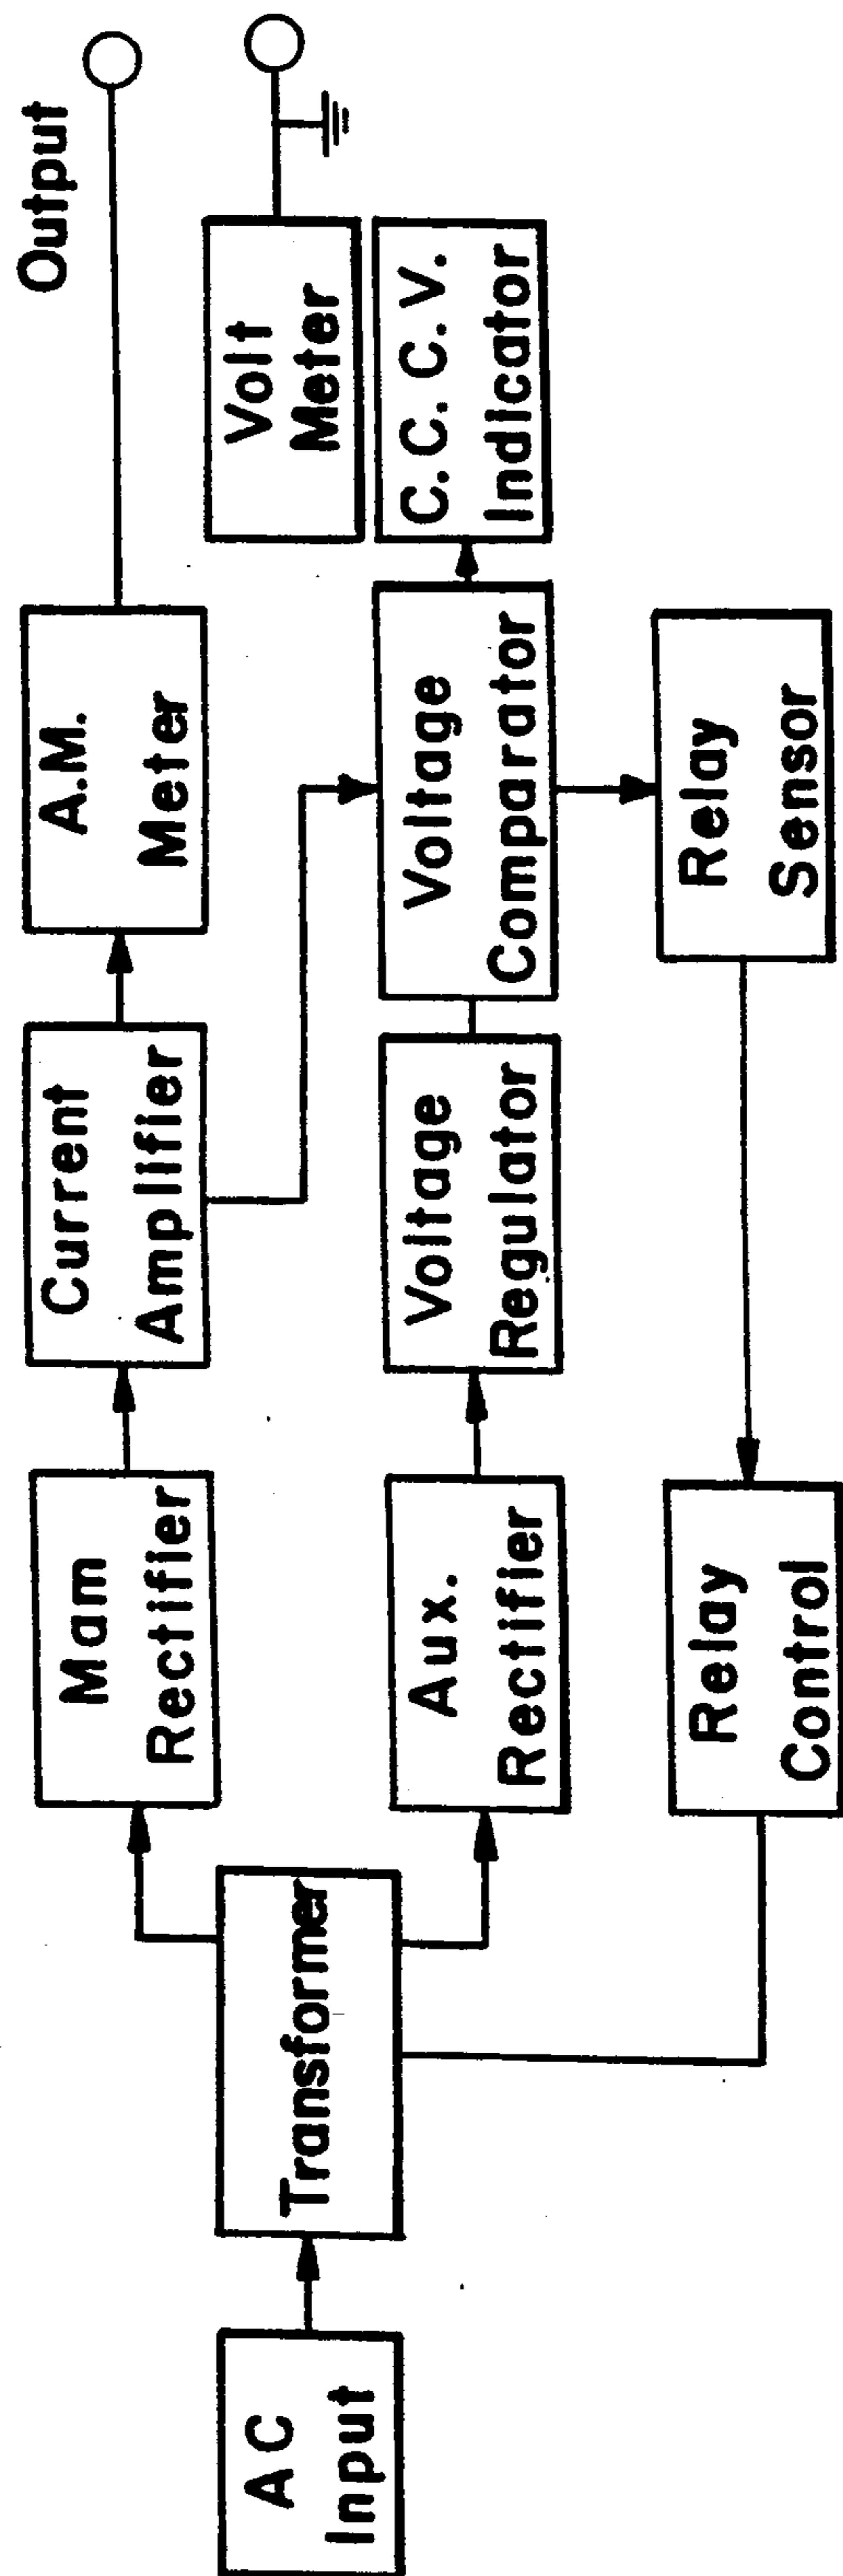 AC
Input
Transformer
Mam
Rectifier
Current
Amplifier
A.M.
Meter
Output
Aux.
Rectifier
Voltage
Regulator
Voltage
Comparator
Volt
Meter
C.C. C.V.
Indicator
Relay
Control
Relay
Sensor